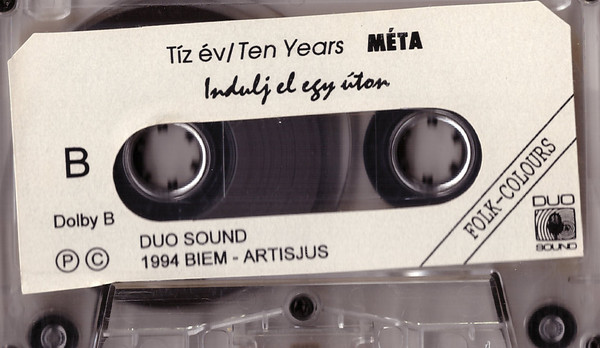 Tíz év/Ten Years MÉTA
Indulj el egy úton
B
Dolby B
Ⓟ Ⓒ
DUO SOUND
1994 BIEM - ARTISJUS
FOLK-COLOURS
DUO
SOUND